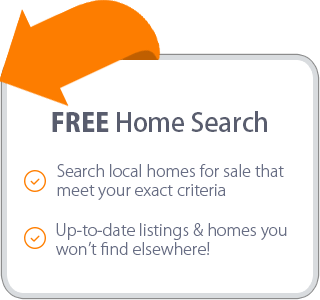 FREE Home Search
Search local homes for sale that
meet your exact criteria
Up-to-date listings & homes you
won’t find elsewhere!